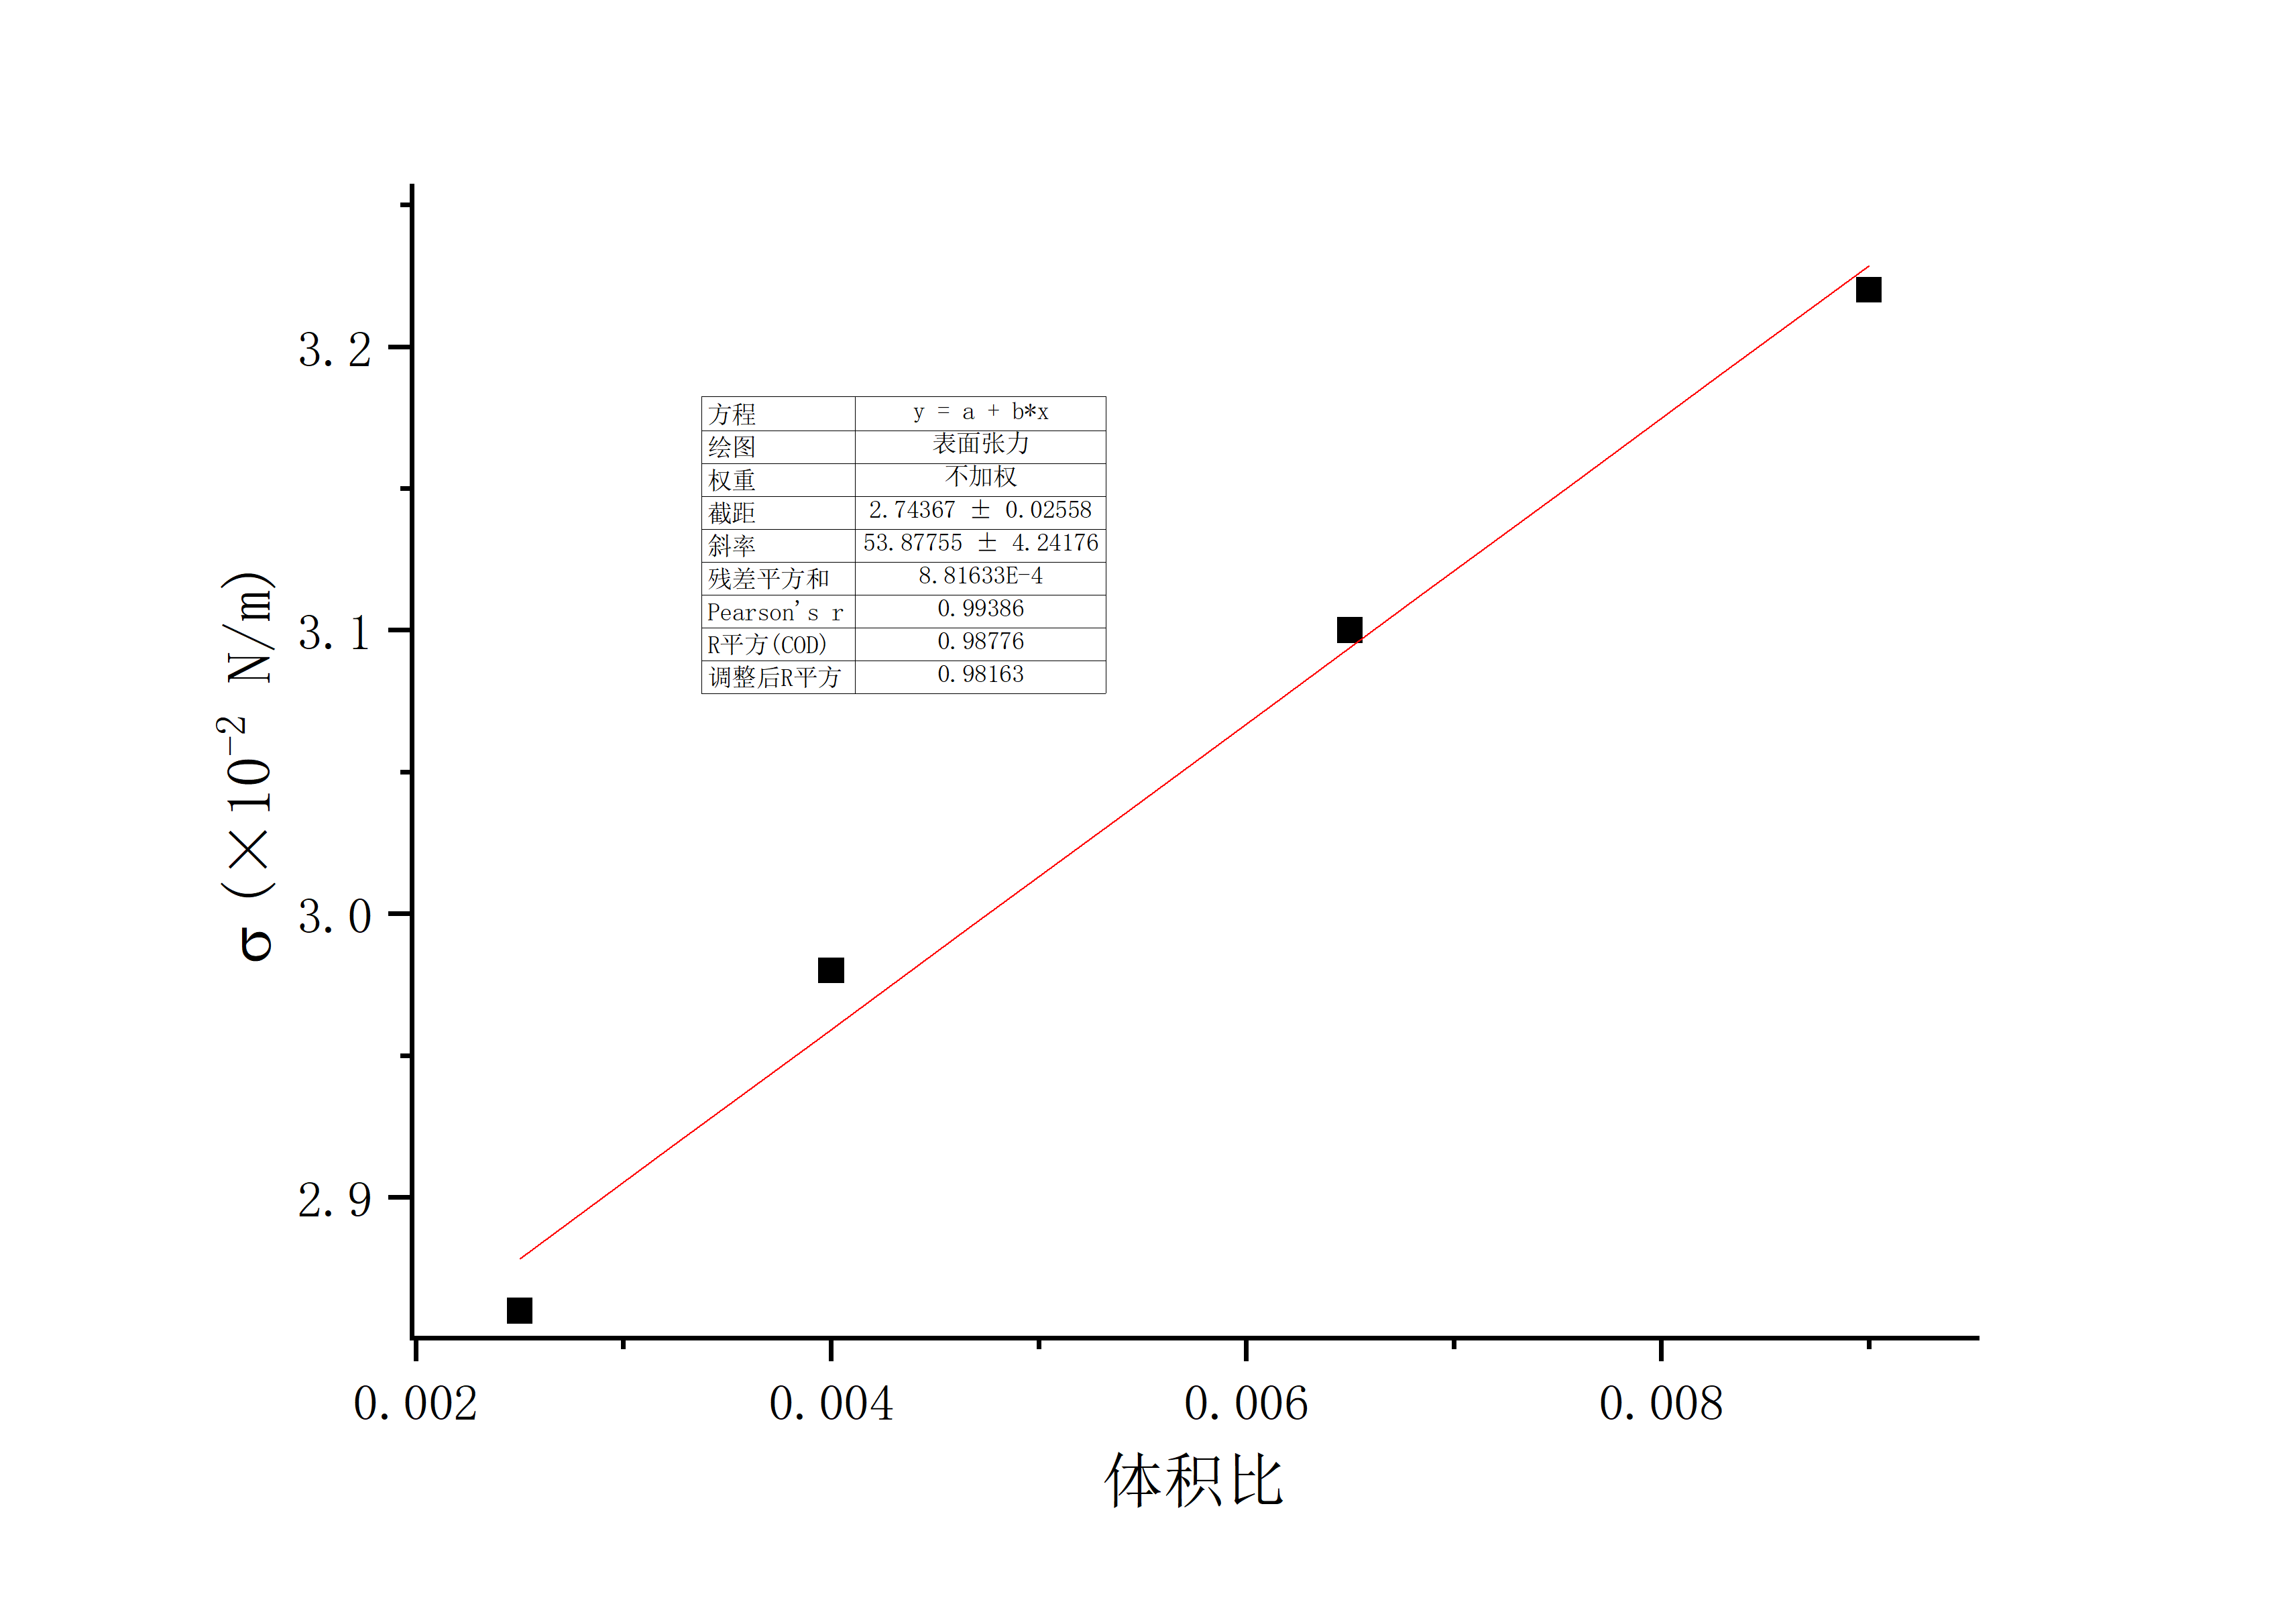 3.2
3.1
3.0
2.9
σ (×10⁻² N/m)
方程 y = a + b*x
绘图 表面张力
权重 不加权
截距 2.74367 ± 0.02558
斜率 53.87755 ± 4.24176
残差平方和 8.81633E-4
Pearson's r 0.99386
R平方(COD) 0.98776
调整后R平方 0.98163
0.002 0.004 0.006 0.008
体积比